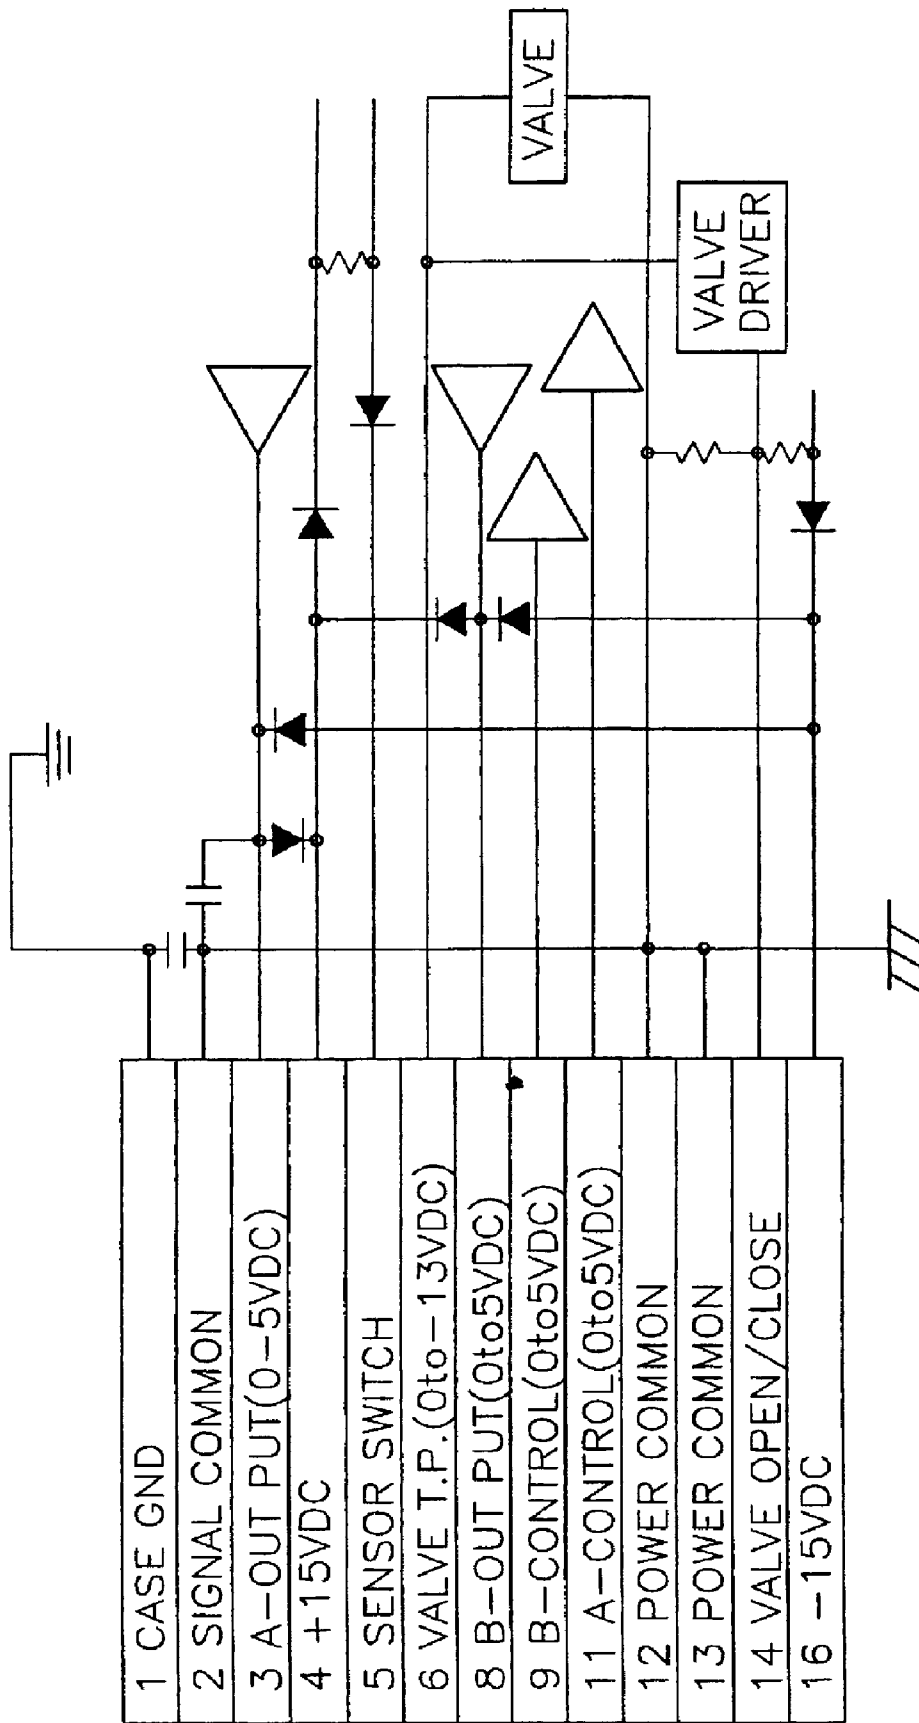 1 CASE GND
2 SIGNAL COMMON
3 A-OUT PUT(0-5VDC)
4 +15VDC
5 SENSOR SWITCH
6 VALVE T.P.(0to-13VDC)
8 B-OUT PUT(0to5VDC)
9 B-CONTROL(0to5VDC)
11 A-CONTROL(0to5VDC)
12 POWER COMMON
13 POWER COMMON
14 VALVE OPEN/CLOSE
16 -15VDC
VALVE
VALVE
DRIVER